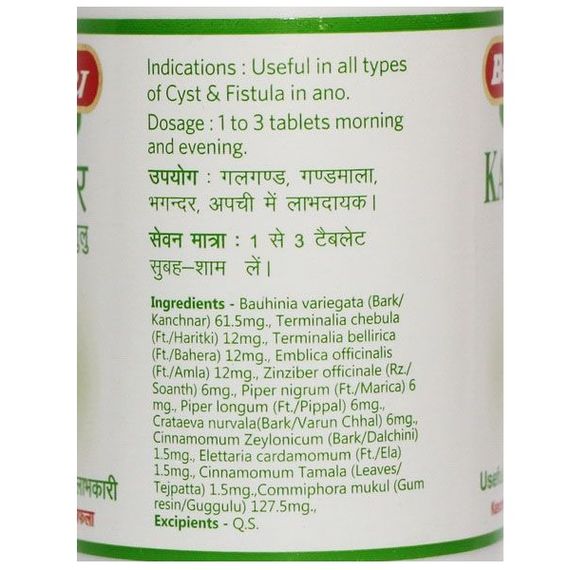 Indications : Useful in all types
of Cyst & Fistula in ano.
Dosage : 1 to 3 tablets morning
and evening.
उपयोग : गलगण्ड, गण्डमाला,
भगन्दर, अपची में लाभदायक।
सेवन मात्रा : 1 से 3 टैबलेट
सुबह–शाम लें।
Ingredients - Bauhinia variegata (Bark/
Kanchnar) 61.5mg., Terminalia chebula
(Ft./Haritki) 12mg., Terminalia bellirica
(Ft./Bahera) 12mg., Emblica officinalis
(Ft./Amla) 12mg., Zinziber officinale (Rz./
Soanth) 6mg., Piper nigrum (Ft./Marica) 6
mg., Piper longum (Ft./Pippal) 6mg.,
Crataeva nurvala(Bark/Varun Chhal) 6mg.,
Cinnamomum Zeylonicum (Bark/Dalchini)
1.5mg., Elettaria cardamomum (Ft./Ela)
1.5mg., Cinnamomum Tamala (Leaves/
Tejpatta) 1.5mg.,Commiphora mukul (Gum
resin/Guggulu) 127.5mg.,
Excipients - Q.S.